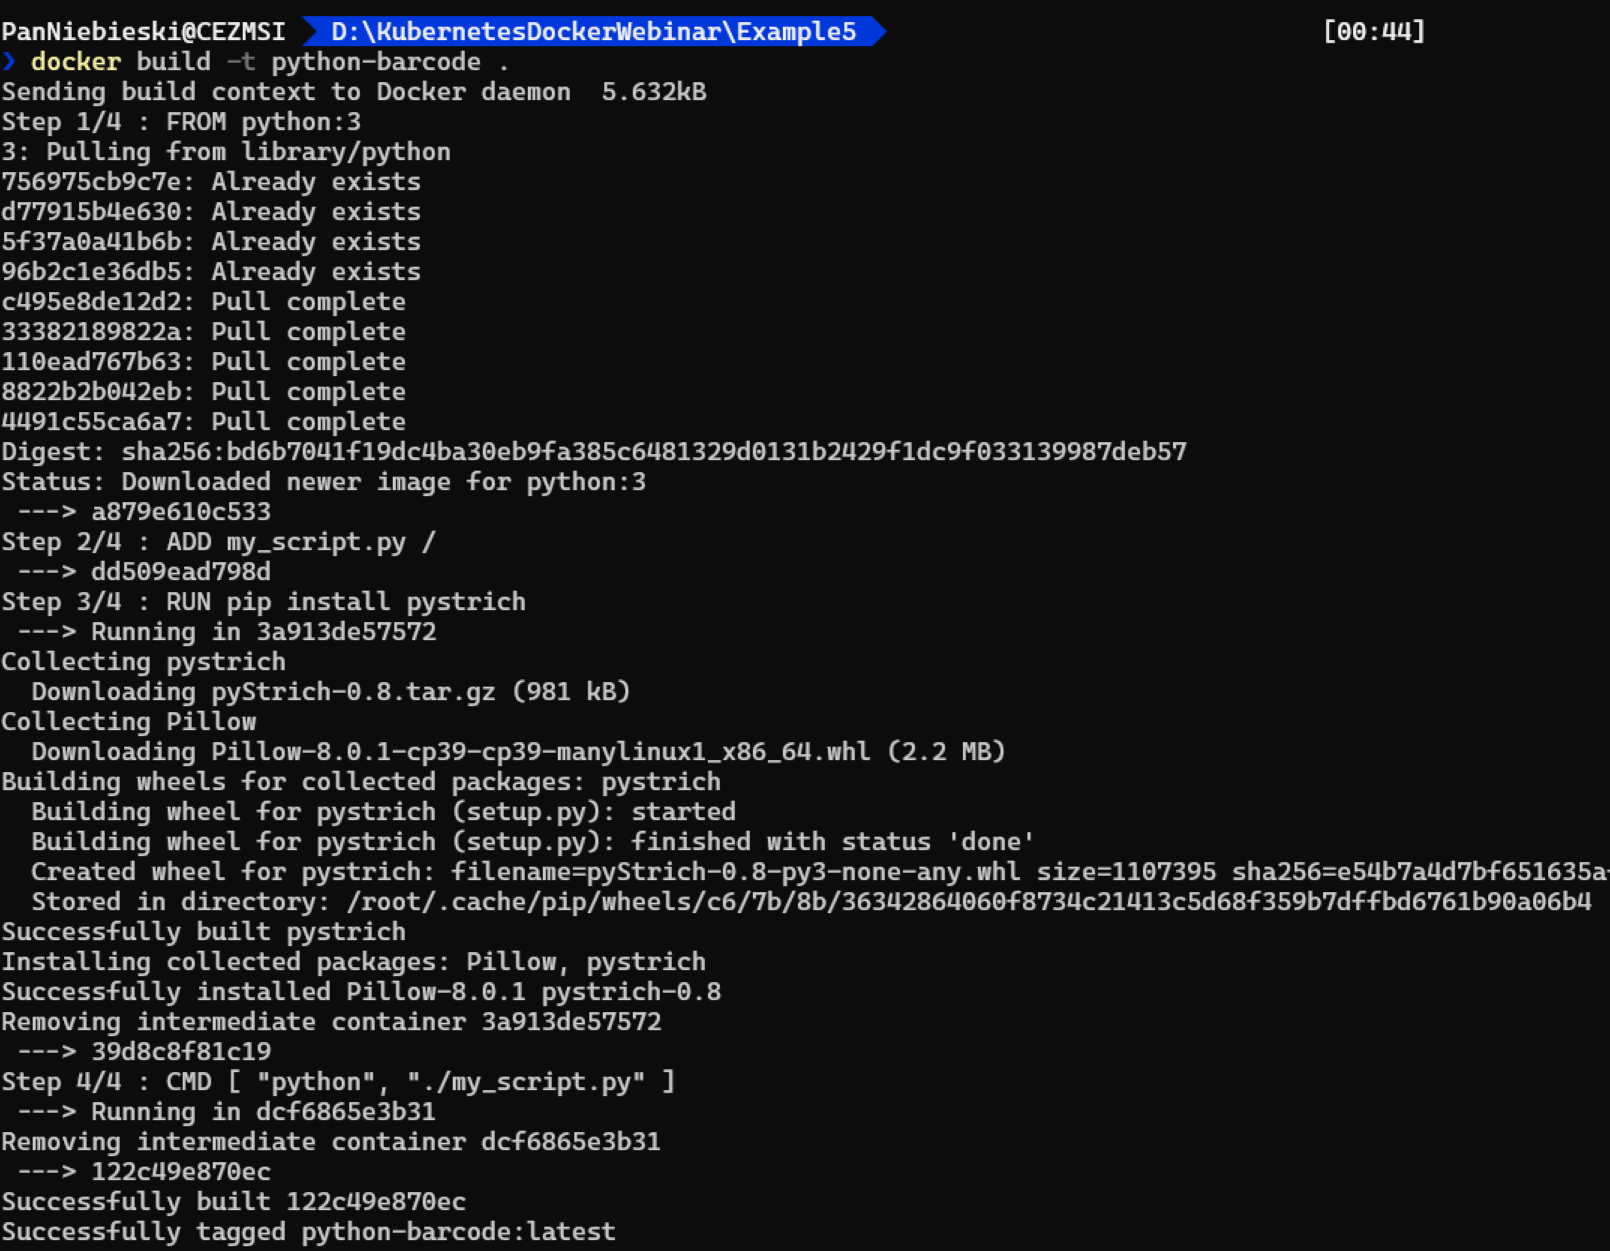 PanNiebieski@CEZMSI D:\KubernetesDockerWebinar\Example5 [00:44]
❯ docker build -t python-barcode .
Sending build context to Docker daemon  5.632kB
Step 1/4 : FROM python:3
3: Pulling from library/python
756975cb9c7e: Already exists
d77915b4e630: Already exists
5f37a0a41b6b: Already exists
96b2c1e36db5: Already exists
c495e8de12d2: Pull complete
33382189822a: Pull complete
110ead767b63: Pull complete
8822b2b042eb: Pull complete
4491c55ca6a7: Pull complete
Digest: sha256:bd6b7041f19dc4ba30eb9fa385c6481329d0131b2429f1dc9f033139987deb57
Status: Downloaded newer image for python:3
 ---> a879e610c533
Step 2/4 : ADD my_script.py /
 ---> dd509ead798d
Step 3/4 : RUN pip install pystrich
 ---> Running in 3a913de57572
Collecting pystrich
  Downloading pyStrich-0.8.tar.gz (981 kB)
Collecting Pillow
  Downloading Pillow-8.0.1-cp39-cp39-manylinux1_x86_64.whl (2.2 MB)
Building wheels for collected packages: pystrich
  Building wheel for pystrich (setup.py): started
  Building wheel for pystrich (setup.py): finished with status 'done'
  Created wheel for pystrich: filename=pyStrich-0.8-py3-none-any.whl size=1107395 sha256=e54b7a4d7bf651635a
  Stored in directory: /root/.cache/pip/wheels/c6/7b/8b/36342864060f8734c21413c5d68f359b7dffbd6761b90a06b4
Successfully built pystrich
Installing collected packages: Pillow, pystrich
Successfully installed Pillow-8.0.1 pystrich-0.8
Removing intermediate container 3a913de57572
 ---> 39d8c8f81c19
Step 4/4 : CMD [ "python", "./my_script.py" ]
 ---> Running in dcf6865e3b31
Removing intermediate container dcf6865e3b31
 ---> 122c49e870ec
Successfully built 122c49e870ec
Successfully tagged python-barcode:latest